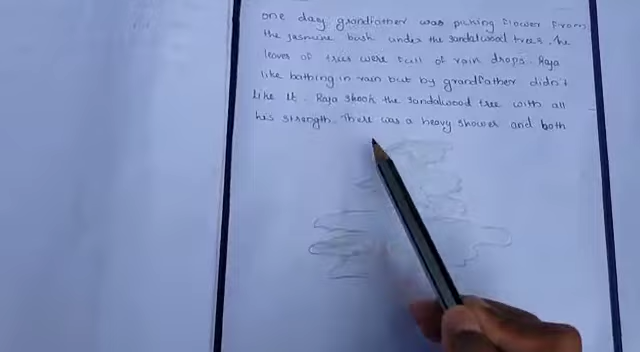 one day grandfather was picking flower from
the jasmine bush under the sandalwood trees. The
leaves of trees were full of rain drops. Raja
like bathing in rain but by grandfather didn't
like it. Raja shook the sandalwood tree with all
his strength. There was a heavy shower and both